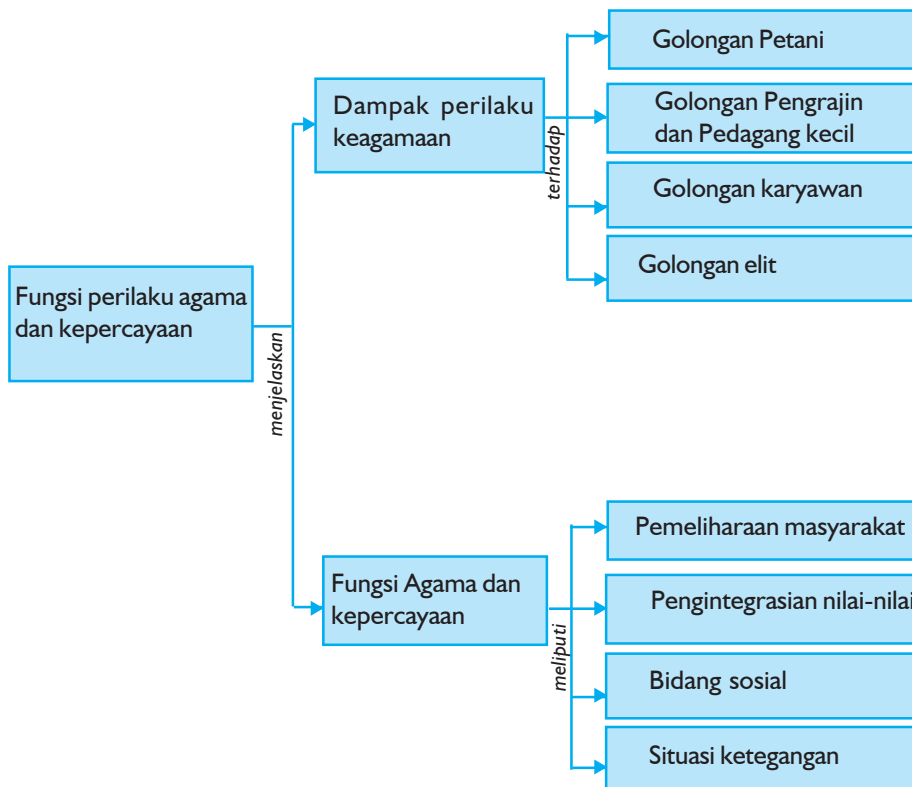 Fungsi perilaku agama
dan kepercayaan
menjelaskan
Dampak perilaku
keagamaan
terhadap
Golongan Petani
Golongan Pengrajin
dan Pedagang kecil
Golongan karyawan
Golongan elit
Fungsi Agama dan
kepercayaan
meliputi
Pemeliharaan masyarakat
Pengintegrasian nilai-nilai
Bidang sosial
Situasi ketegangan